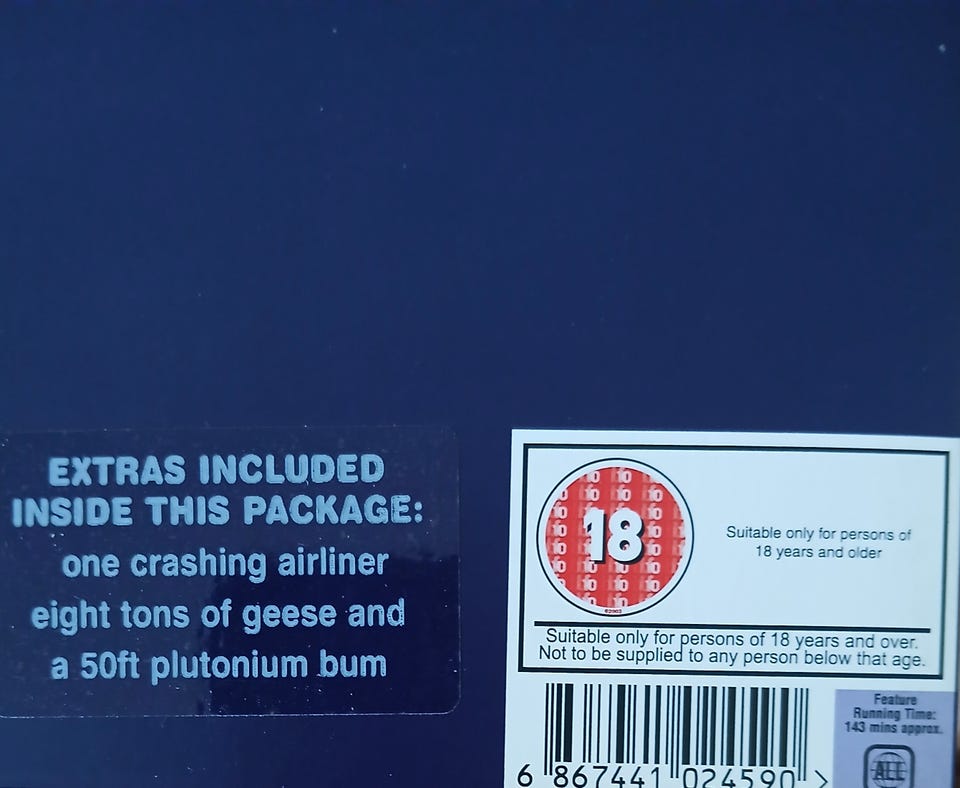 EXTRAS INCLUDED
INSIDE THIS PACKAGE:
one crashing airliner
eight tons of geese and
a 50ft plutonium bum
18
Suitable only for persons of
18 years and older
Suitable only for persons of 18 years and over.
Not to be supplied to any person below that age.
6 867441 024590 >
Feature
Running Time:
143 mins approx.
ALL